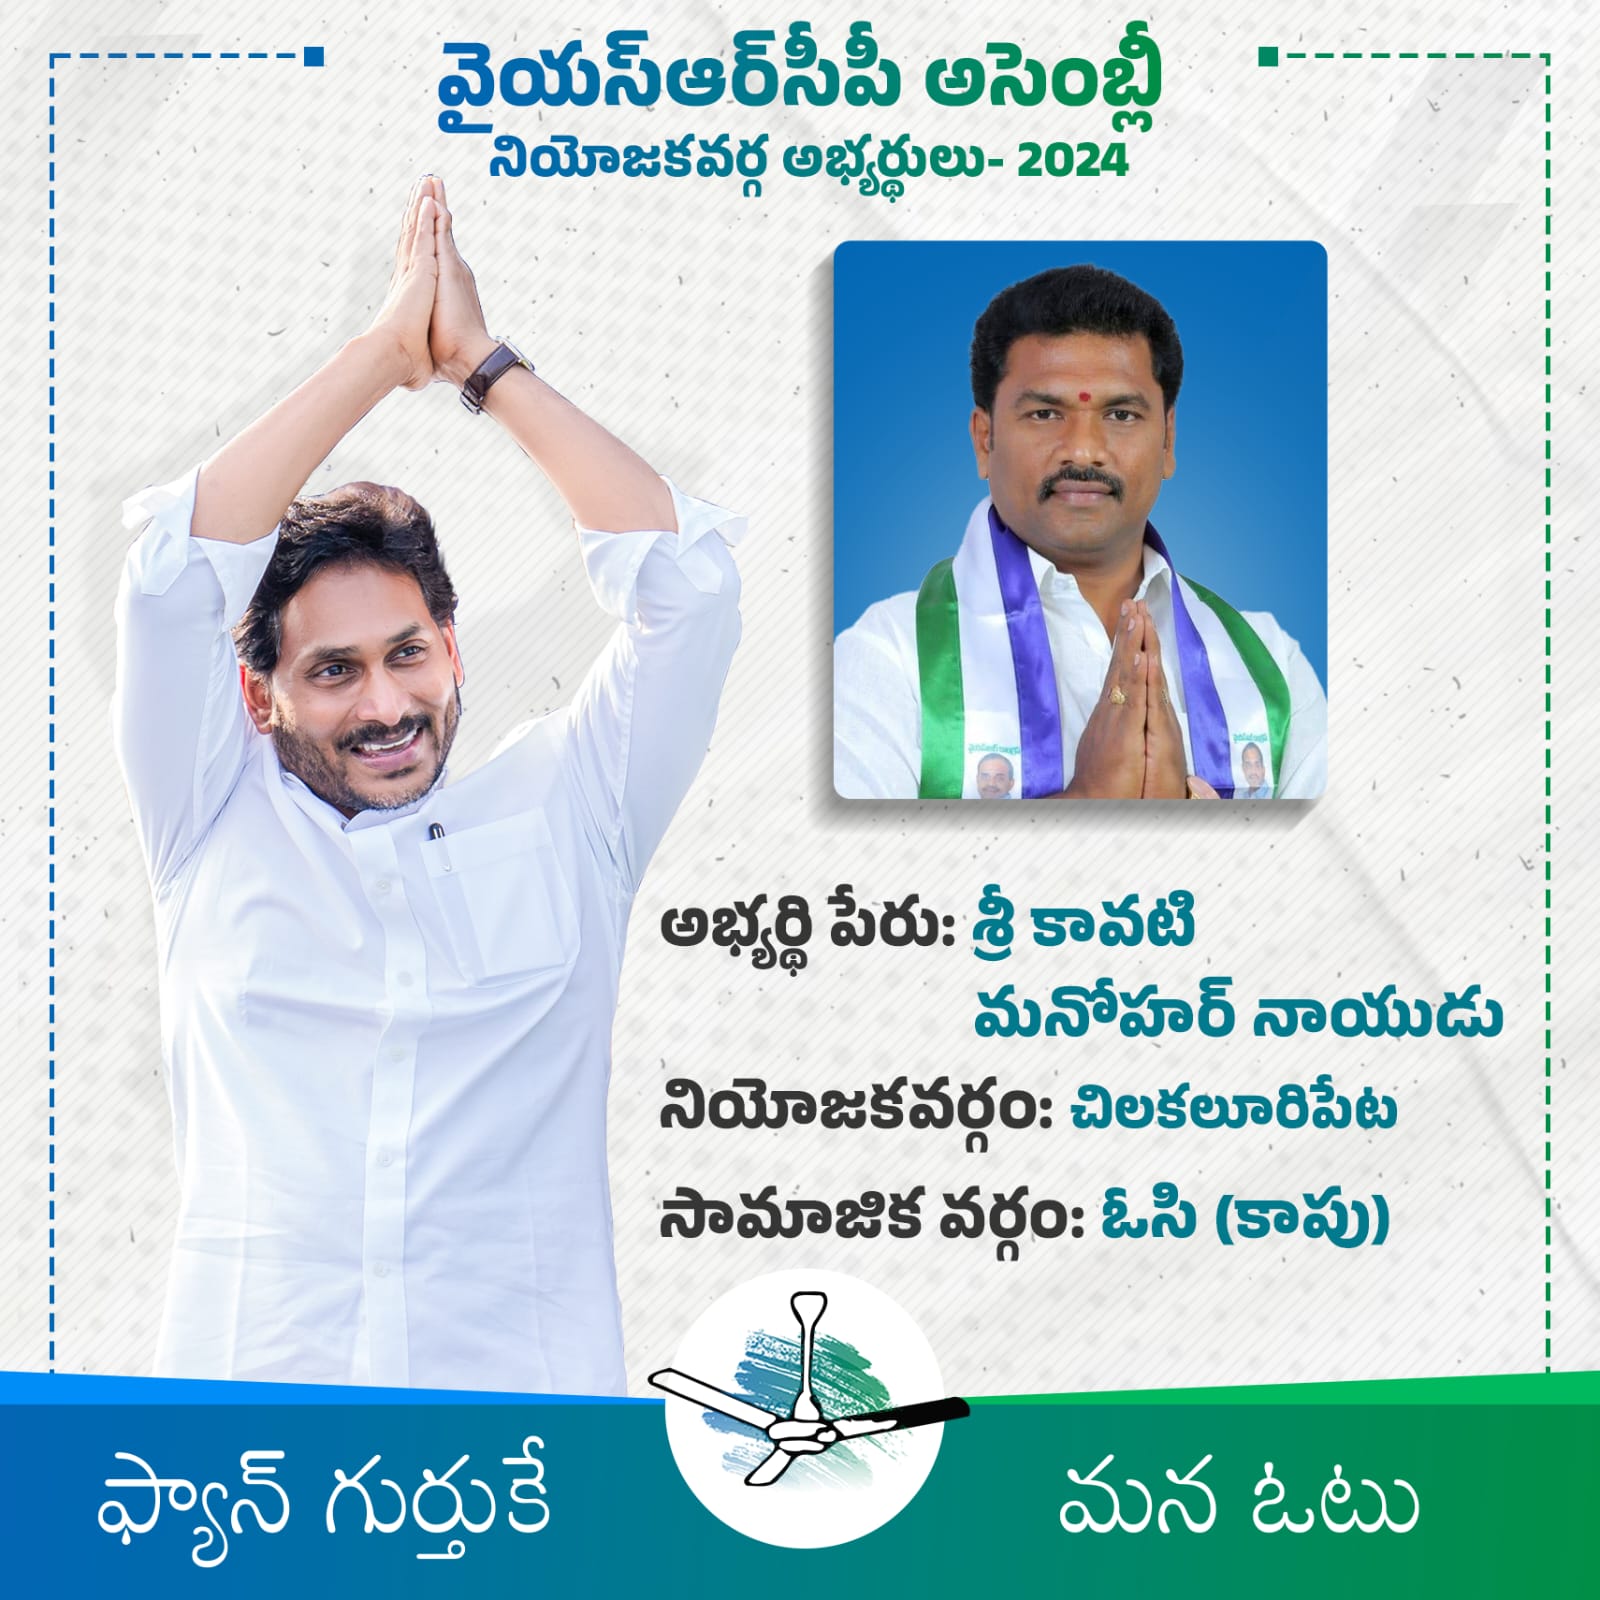 వైయస్ఆర్‌సీపీ అసెంబ్లీ
నియోజకవర్గ అభ్యర్థులు- 2024
అభ్యర్థి పేరు: శ్రీ కావటి
మనోహర్ నాయుడు
నియోజకవర్గం: చిలకలూరిపేట
సామాజిక వర్గం: ఓసి (కాపు)
ఫ్యాన్ గుర్తుకే
మన ఓటు